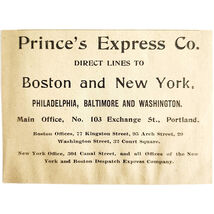 Prince's Express Co.
DIRECT LINES TO
Boston and New York,
PHILADELPHIA, BALTIMORE AND WASHINGTON.
Main Office, No. 103 Exchange St., Portland.
Boston Offices, 77 Kingston Street, 95 Arch Street, 29
Washington Street, 32 Court Square.
New York Office, 304 Canal Street, and all Offices of the New
York and Boston Despatch Express Company.